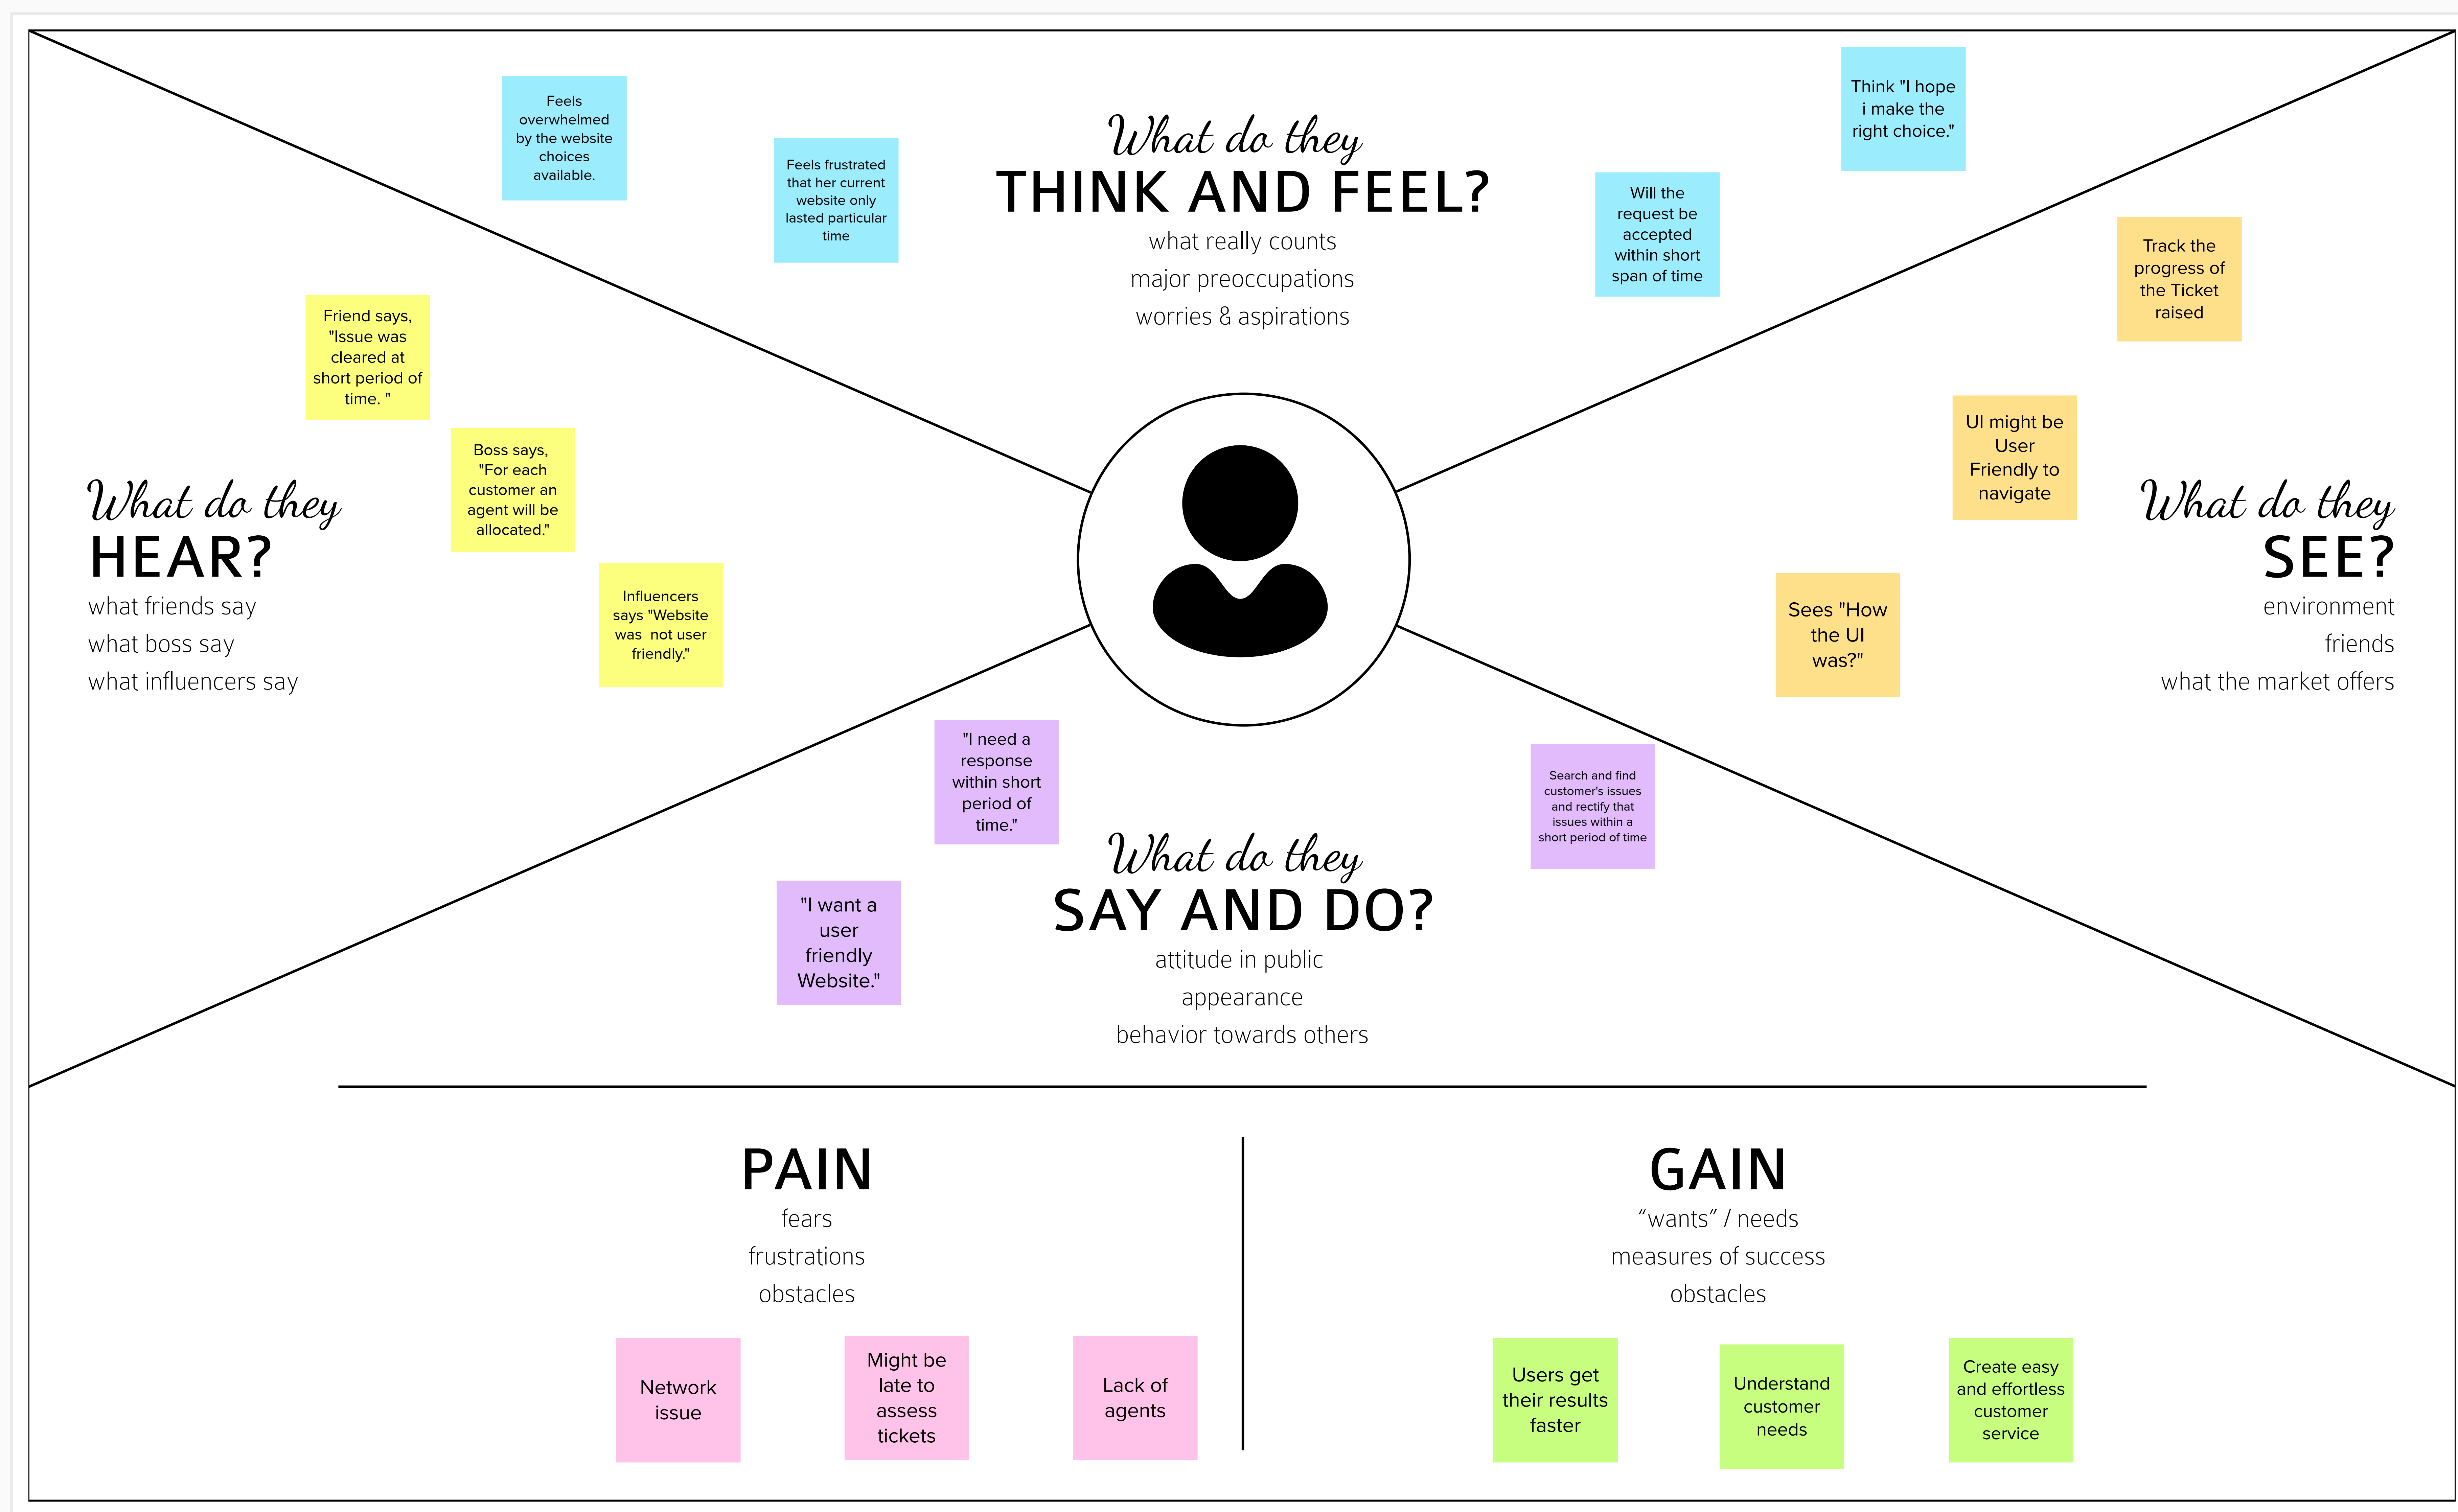 What do they
THINK AND FEEL?
what really counts
major preoccupations
worries & aspirations
Feels
overwhelmed
by the website
choices
available.
Feels frustrated
that her current
website only
lasted particular
time
Will the
request be
accepted
within short
span of time
Think "I hope
i make the
right choice."
What do they
HEAR?
what friends say
what boss say
what influencers say
Friend says,
"Issue was
cleared at
short period of
time. "
Boss says,
"For each
customer an
agent will be
allocated."
Influencers
says "Website
was  not user
friendly."
What do they
SEE?
environment
friends
what the market offers
Track the
progress of
the Ticket
raised
UI might be
User
Friendly to
navigate
Sees "How
the UI
was?"
What do they
SAY AND DO?
attitude in public
appearance
behavior towards others
"I need a
response
within short
period of
time."
"I want a
user
friendly
Website."
Search and find
customer's issues
and rectify that
issues within a
short period of time
PAIN
fears
frustrations
obstacles
Network
issue
Might be
late to
assess
tickets
Lack of
agents
GAIN
“wants” / needs
measures of success
obstacles
Users get
their results
faster
Understand
customer
needs
Create easy
and effortless
customer
service